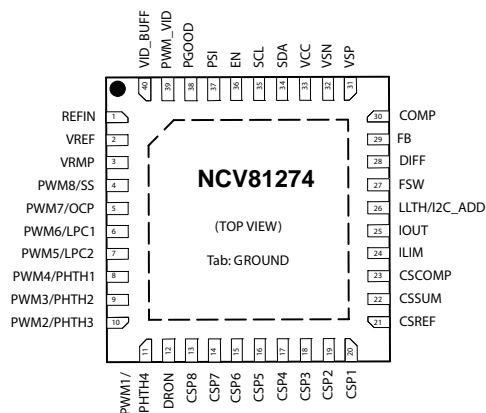 VID_BUFF
PWM_VID
PGOOD
PSI
EN
SCL
SDA
VCC
VSN
VSP
40
39
38
37
36
35
34
33
32
31
REFIN 1
VREF 2
VRMP 3
PWM8/SS 4
PWM7/OCP 5
PWM6/LPC1 6
PWM5/LPC2 7
PWM4/PHTH1 8
PWM3/PHTH2 9
PWM2/PHTH3 10
NCV81274
(TOP VIEW)
Tab: GROUND
30 COMP
29 FB
28 DIFF
27 FSW
26 LLTH/I2C_ADD
25 IOUT
24 ILIM
23 CSCOMP
22 CSSUM
21 CSREF
11
12
13
14
15
16
17
18
19
20
PWM1/
PHTH4
DRON
CSP8
CSP7
CSP6
CSP5
CSP4
CSP3
CSP2
CSP1